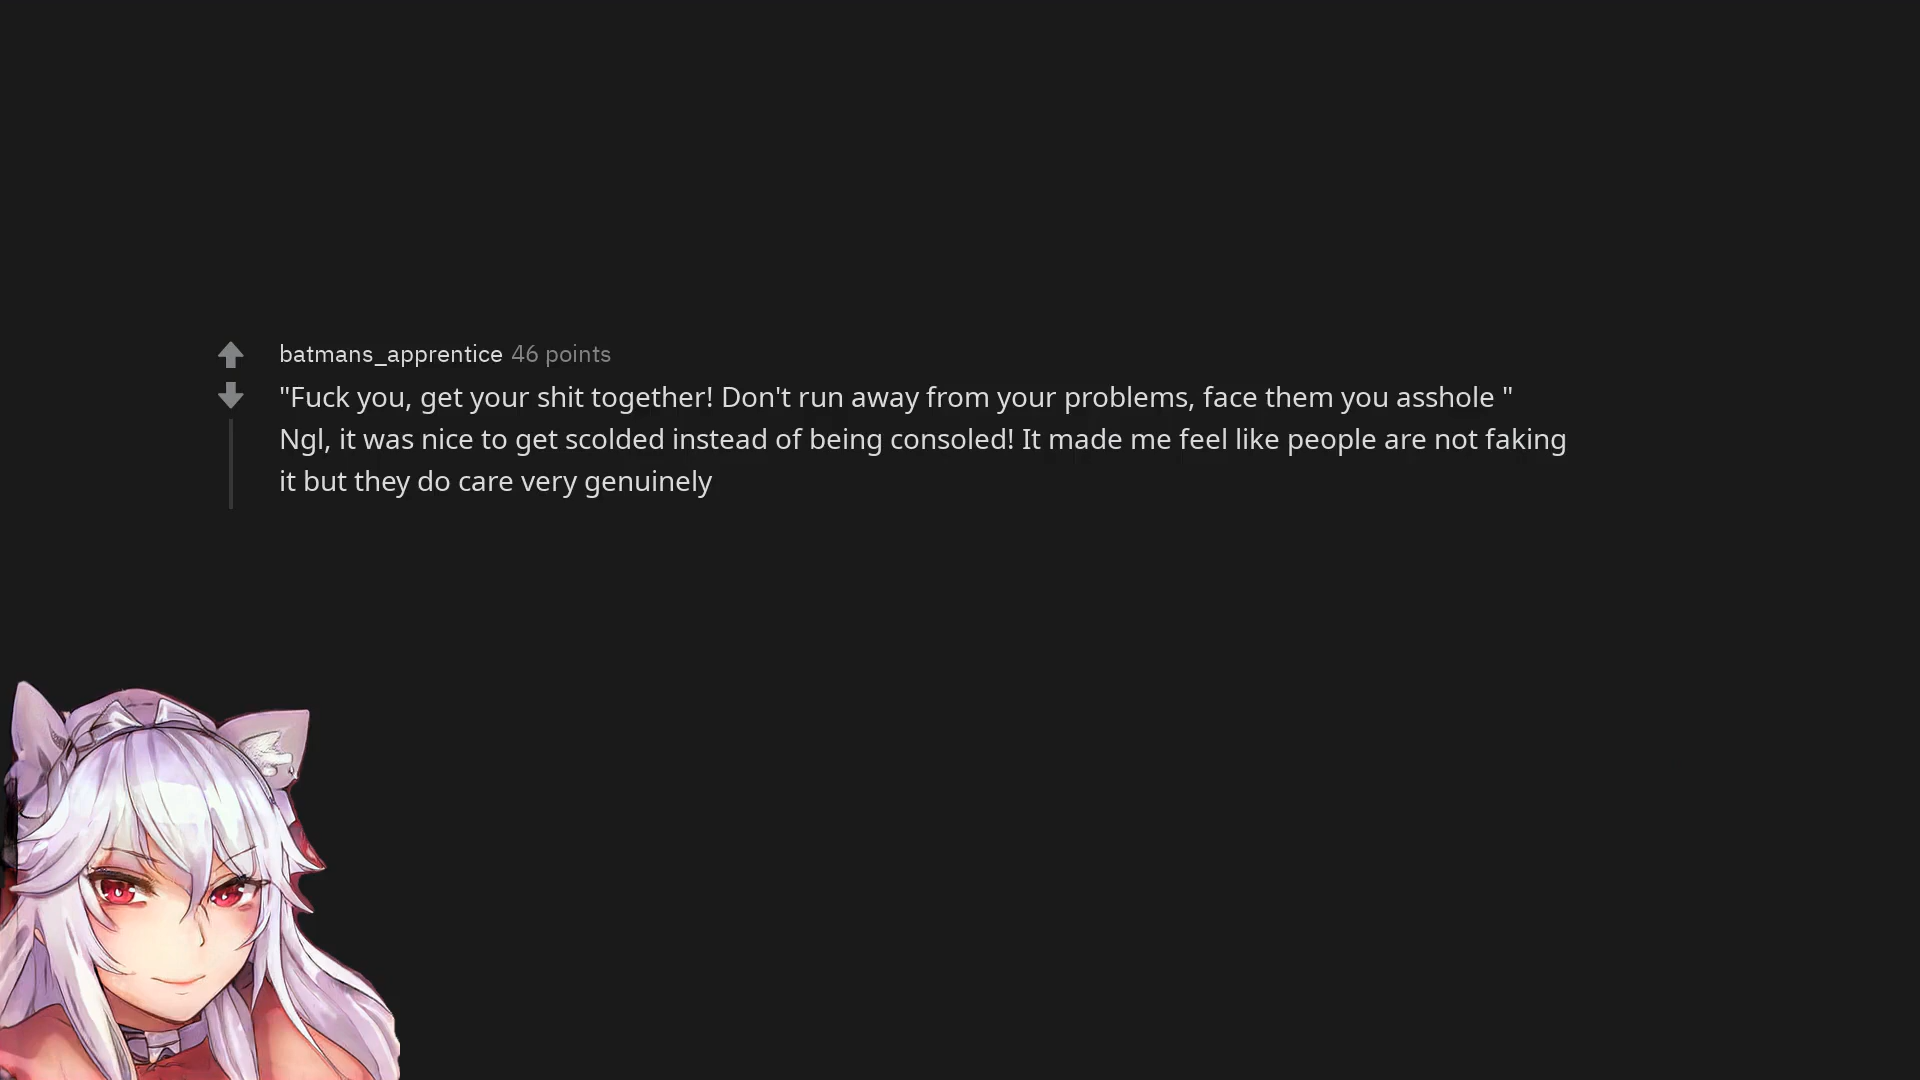 batmans_apprentice 46 points
"Fuck you, get your shit together! Don't run away from your problems, face them you asshole "
Ngl, it was nice to get scolded instead of being consoled! It made me feel like people are not faking
it but they do care very genuinely